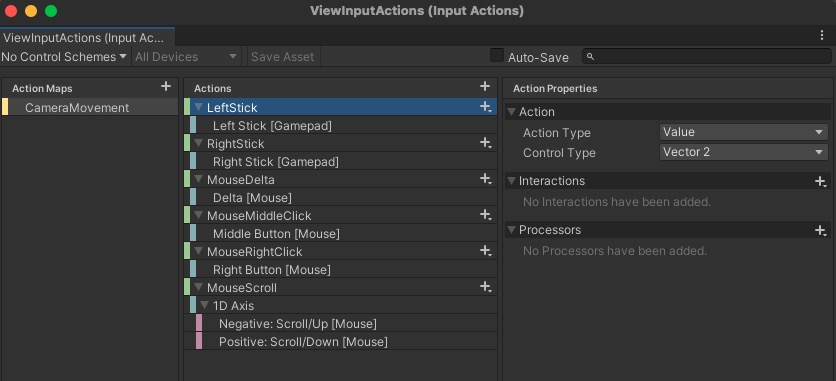 ViewInputActions (Input Actions)
ViewInputActions (Input Ac...
No Control Schemes All Devices Save Asset Auto-Save
Action Maps
CameraMovement
Actions
LeftStick
Left Stick [Gamepad]
RightStick
Right Stick [Gamepad]
MouseDelta
Delta [Mouse]
MouseMiddleClick
Middle Button [Mouse]
MouseRightClick
Right Button [Mouse]
MouseScroll
1D Axis
Negative: Scroll/Up [Mouse]
Positive: Scroll/Down [Mouse]
Action Properties
Action
Action Type Value
Control Type Vector 2
Interactions
No Interactions have been added.
Processors
No Processors have been added.